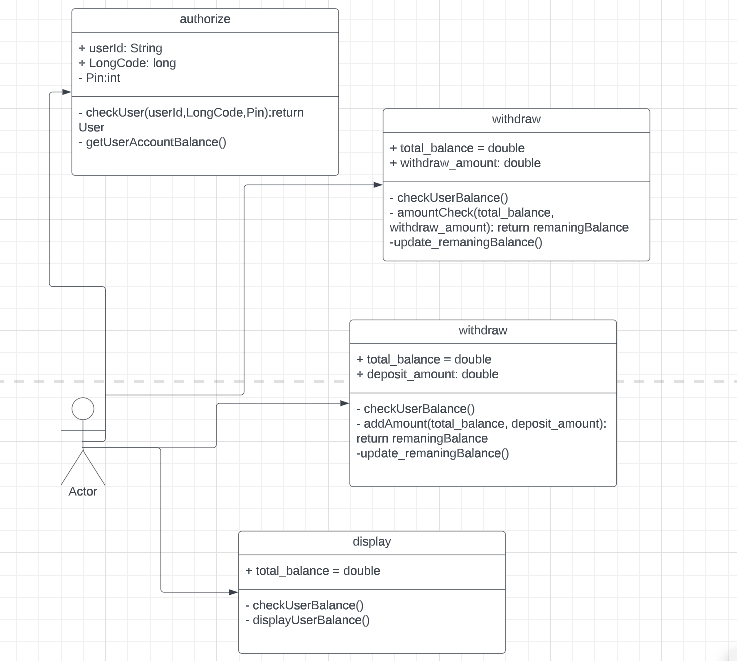 authorize
+ userId: String
+ LongCode: long
- Pin:int
- checkUser(userId,LongCode,Pin):return
User
- getUserAccountBalance()
withdraw
+ total_balance = double
+ withdraw_amount: double
- checkUserBalance()
- amountCheck(total_balance,
withdraw_amount): return remaningBalance
-update_remaningBalance()
withdraw
+ total_balance = double
+ deposit_amount: double
- checkUserBalance()
- addAmount(total_balance, deposit_amount):
return remaningBalance
-update_remaningBalance()
Actor
display
+ total_balance = double
- checkUserBalance()
- displayUserBalance()